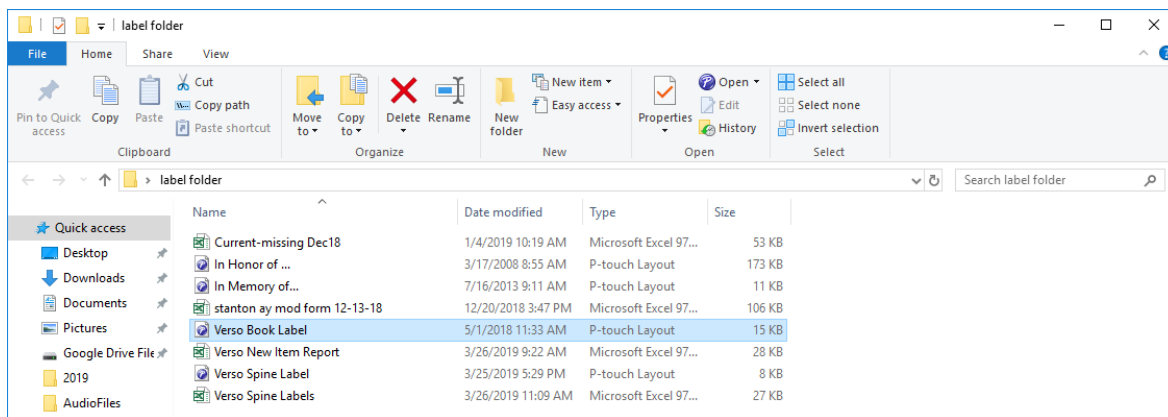 label folder
File Home Share View
Pin to Quick access
Copy
Paste
Cut
Copy path
Paste shortcut
Clipboard
Move to
Copy to
Delete
Rename
Organize
New folder
New item
Easy access
New
Properties
Open
Edit
History
Open
Select all
Select none
Invert selection
Select
label folder
Search label folder
Quick access
Desktop
Downloads
Documents
Pictures
Google Drive File
2019
AudioFiles
Name Date modified Type Size
Current-missing Dec18 1/4/2019 10:19 AM Microsoft Excel 97... 53 KB
In Honor of ... 3/17/2008 8:55 AM P-touch Layout 173 KB
In Memory of... 7/16/2013 9:11 AM P-touch Layout 11 KB
stanton ay mod form 12-13-18 12/20/2018 3:47 PM Microsoft Excel 97... 106 KB
Verso Book Label 5/1/2018 11:33 AM P-touch Layout 15 KB
Verso New Item Report 3/26/2019 9:22 AM Microsoft Excel 97... 28 KB
Verso Spine Label 3/25/2019 5:29 PM P-touch Layout 8 KB
Verso Spine Labels 3/26/2019 11:09 AM Microsoft Excel 97... 27 KB